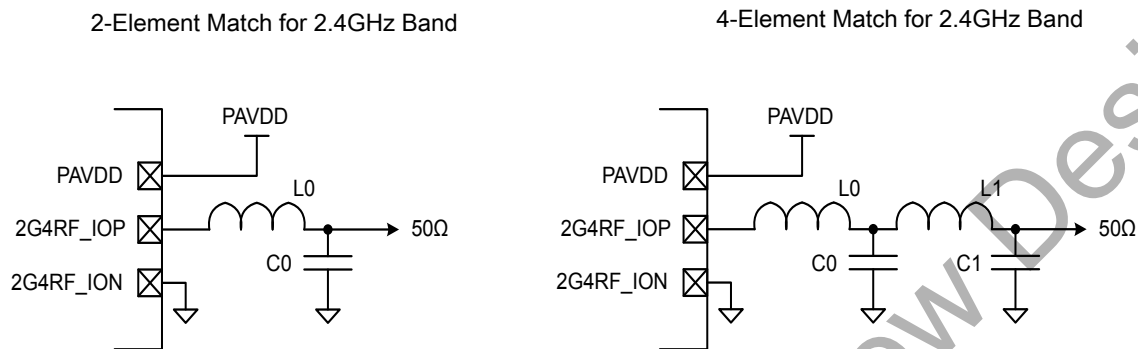 2-Element Match for 2.4GHz Band
4-Element Match for 2.4GHz Band
PAVDD
PAVDD
L0
2G4RF_IOP
50Ω
C0
2G4RF_ION
PAVDD
PAVDD
L0
L1
2G4RF_IOP
50Ω
C0
C1
2G4RF_ION